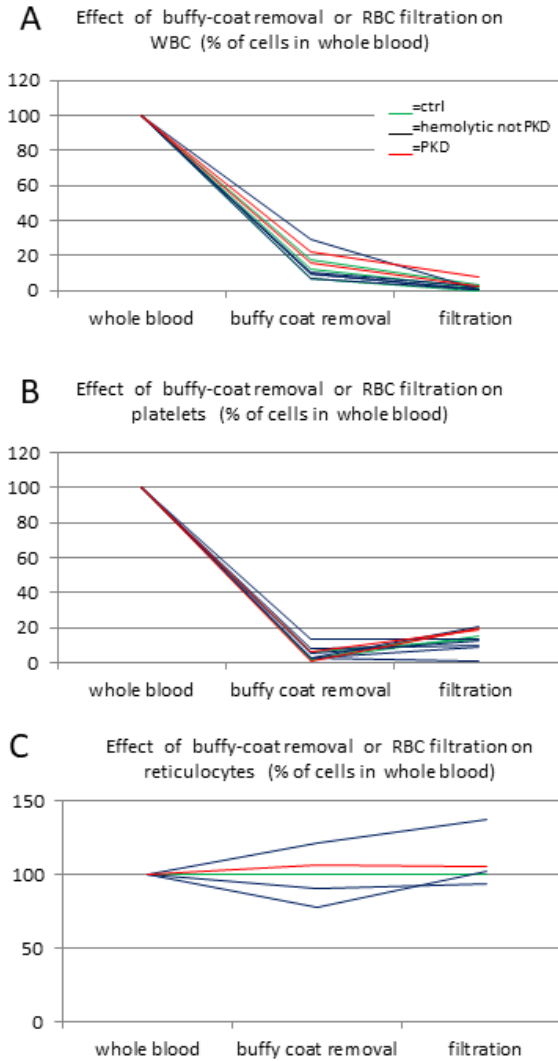 A
Effect of buffy-coat removal or RBC filtration on
WBC (% of cells in whole blood)
120
100
80
60
40
20
0
=ctrl
=hemolytic not PKD
=PKD
whole blood
buffy coat removal
filtration
B
Effect of buffy-coat removal or RBC filtration on
platelets (% of cells in whole blood)
120
100
80
60
40
20
0
whole blood
buffy coat removal
filtration
C
Effect of buffy-coat removal or RBC filtration on
reticulocytes (% of cells in whole blood)
150
100
50
0
whole blood
buffy coat removal
filtration